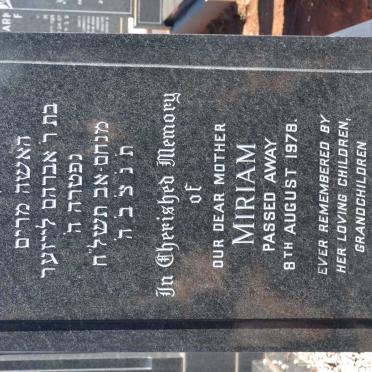 האשה מרים
בת ר' אברהם לייזער
נפטרה ה'
מנחם-אב תשל"ח
ת נ צ ב ה
In Cherished Memory
of
OUR DEAR MOTHER
MIRIAM
PASSED AWAY
8TH AUGUST 1978.
EVER REMEMBERED BY
HER LOVING CHILDREN,
GRANDCHILDREN